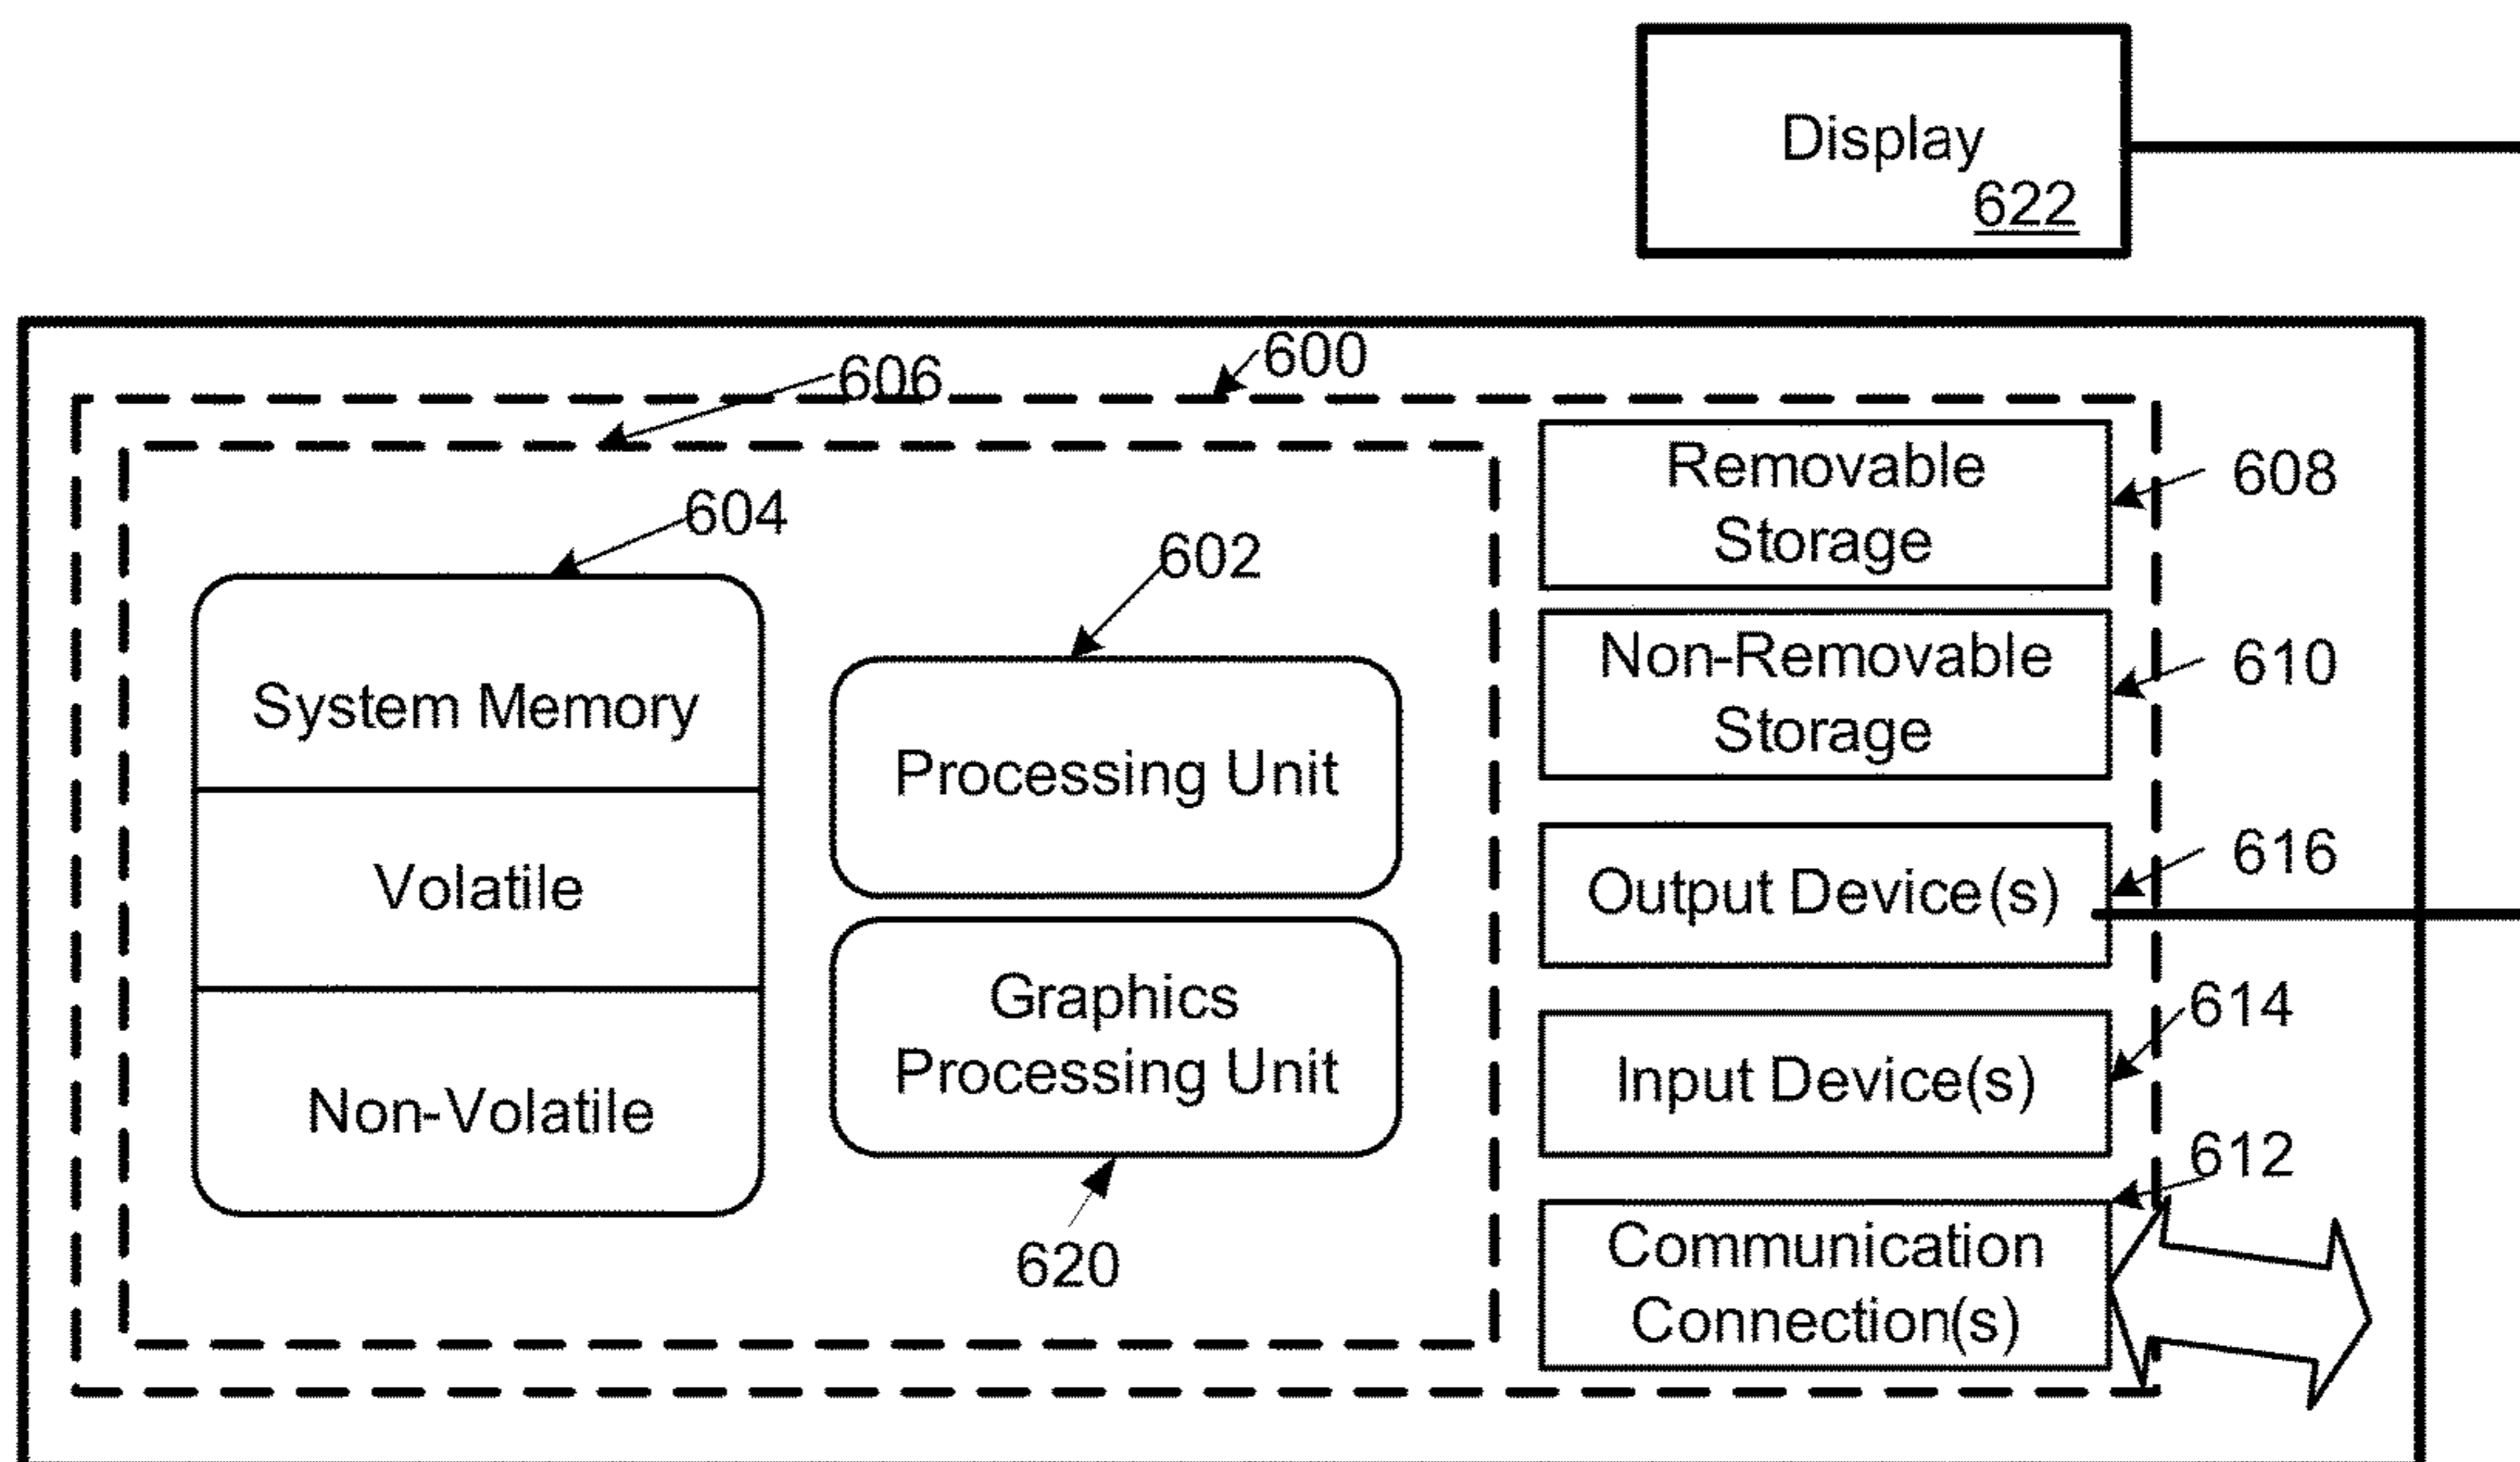 Display
622
600
606
604
602
System Memory
Volatile
Non-Volatile
Processing Unit
Graphics
Processing Unit
620
Removable
Storage
608
Non-Removable
Storage
610
Output Device(s)
616
Input Device(s)
614
Communication
Connection(s)
612